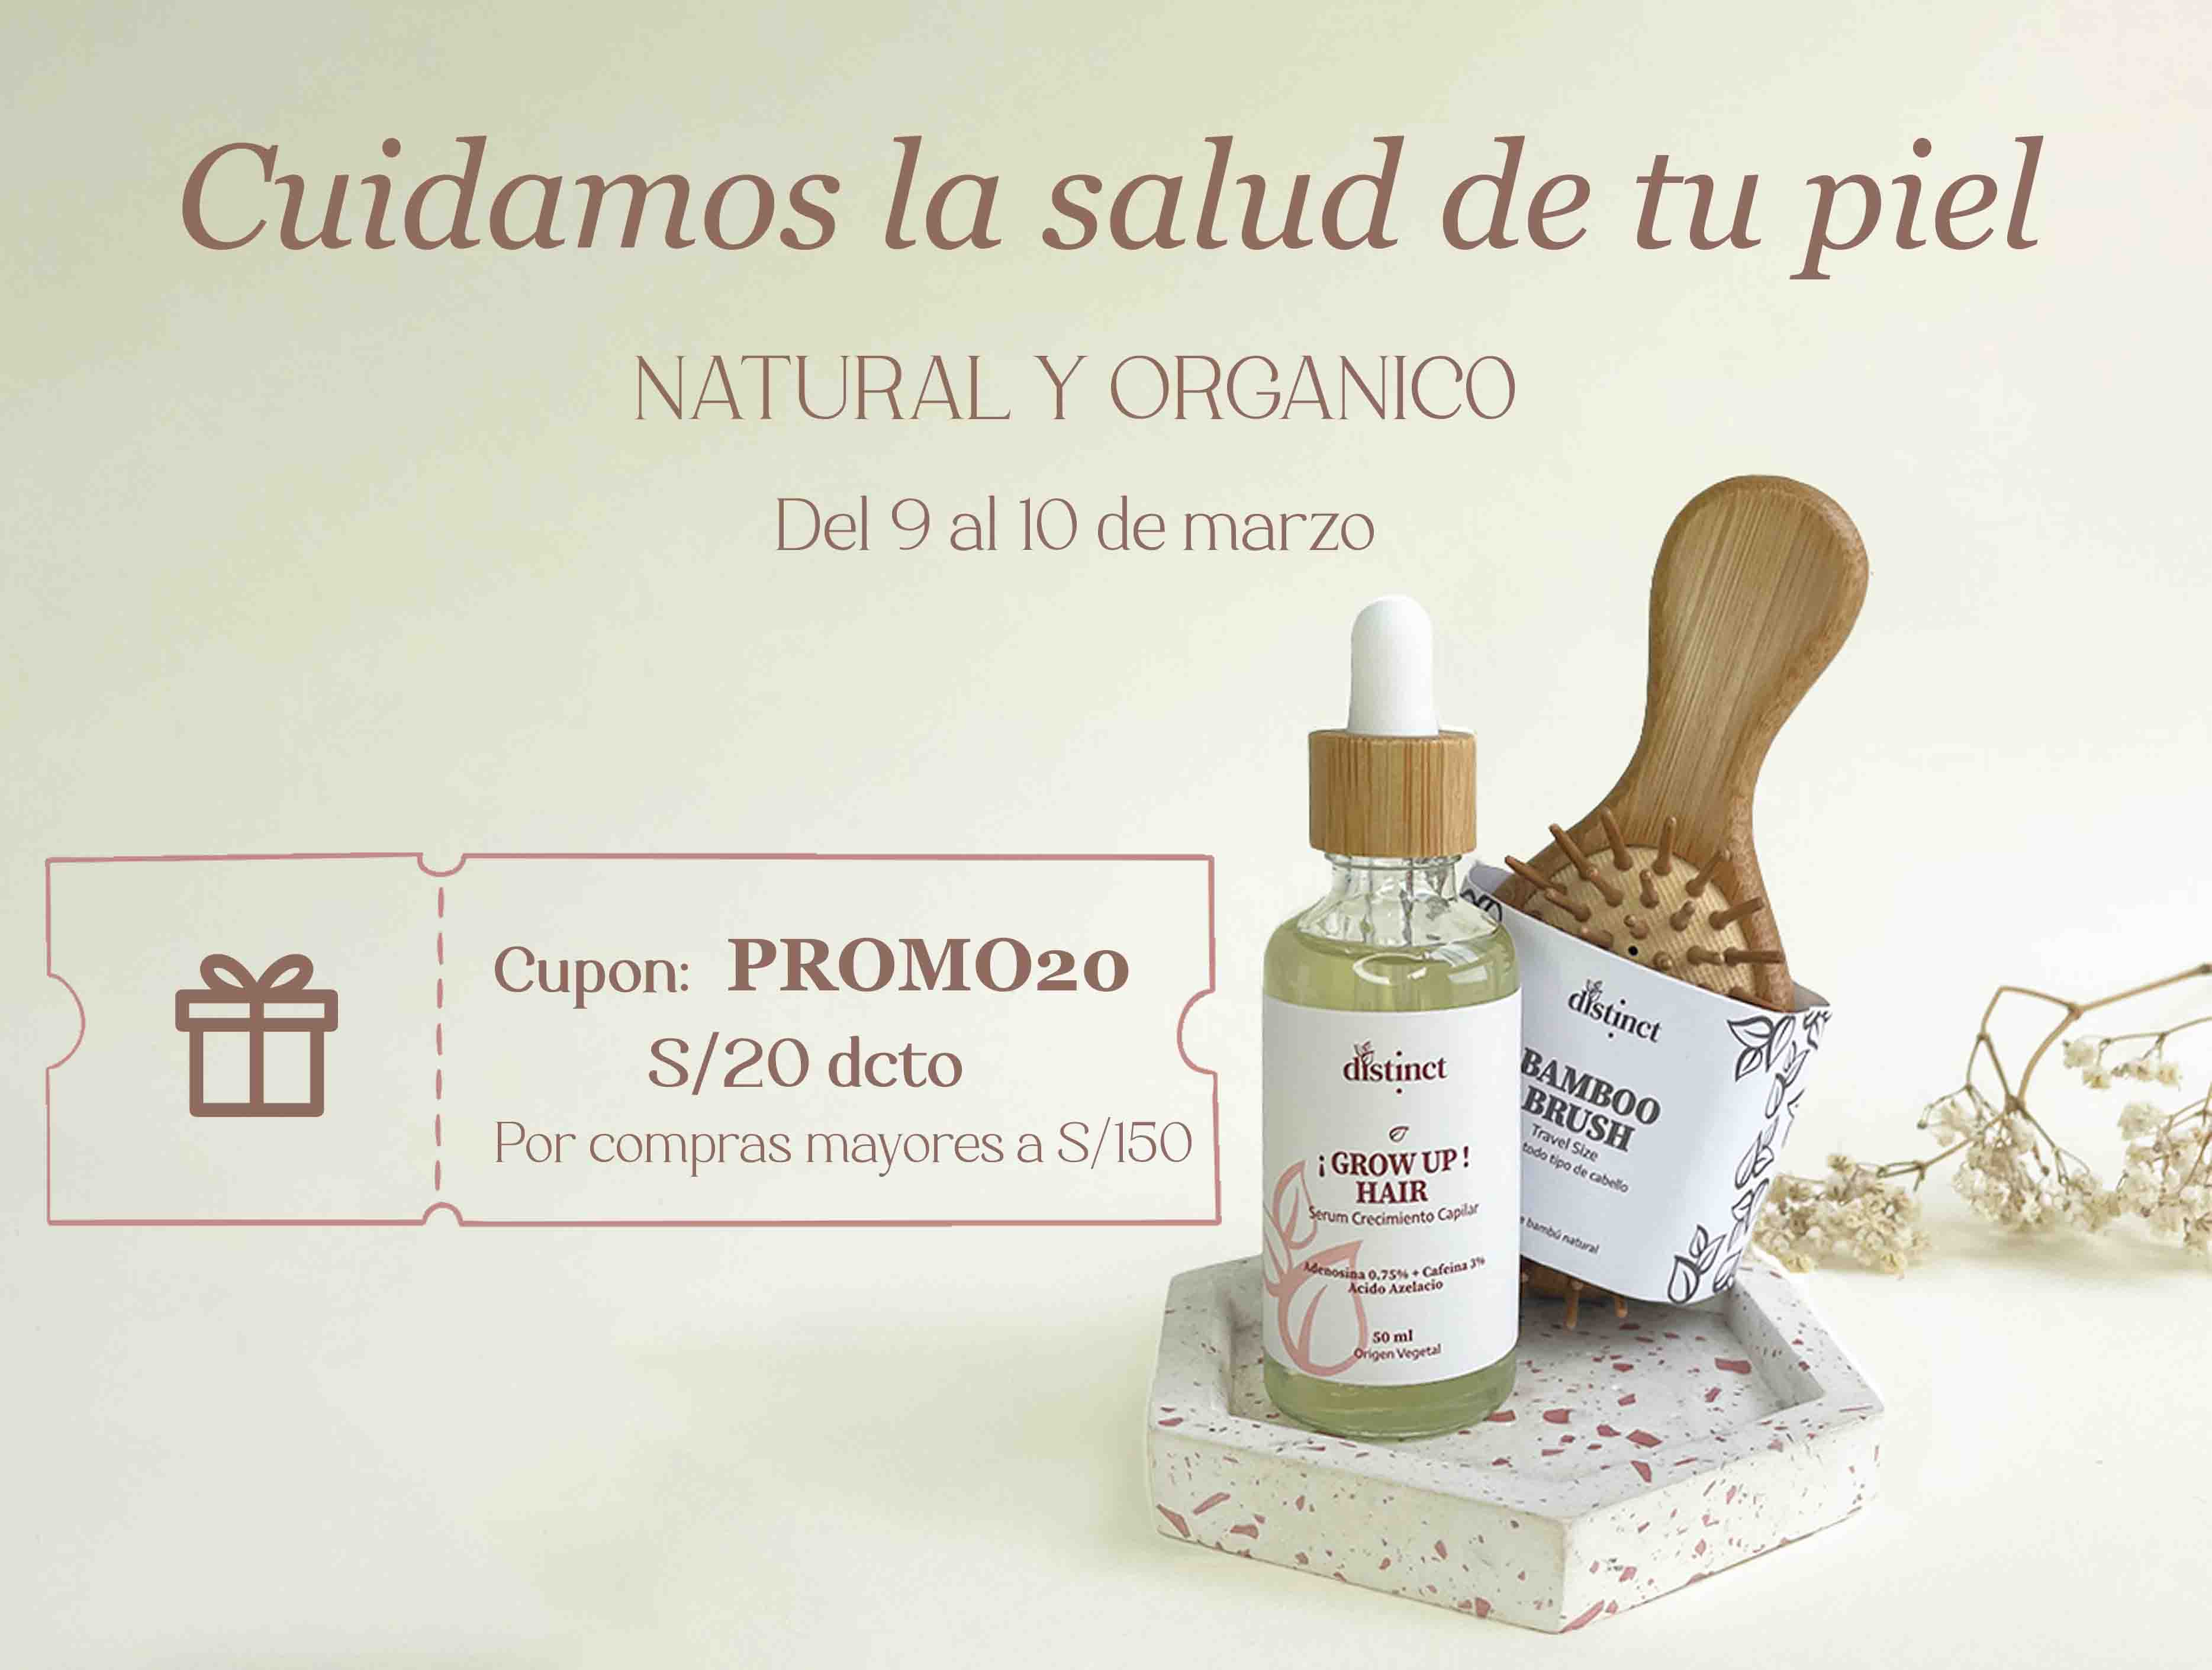 Cuidamos la salud de tu piel
NATURAL Y ORGANICO
Del 9 al 10 de marzo
Cupon: PROMO20
S/20 dcto
Por compras mayores a S/150
distinct
¡GROW UP!
HAIR
Serum Crecimiento Capilar
Adenosina 0.75% + Cafeina 3%
Acido Azelacio
50 ml
Origen Vegetal
distinct
BAMBOO
BRUSH
Travel Size
todo tipo de cabello
bambú natural